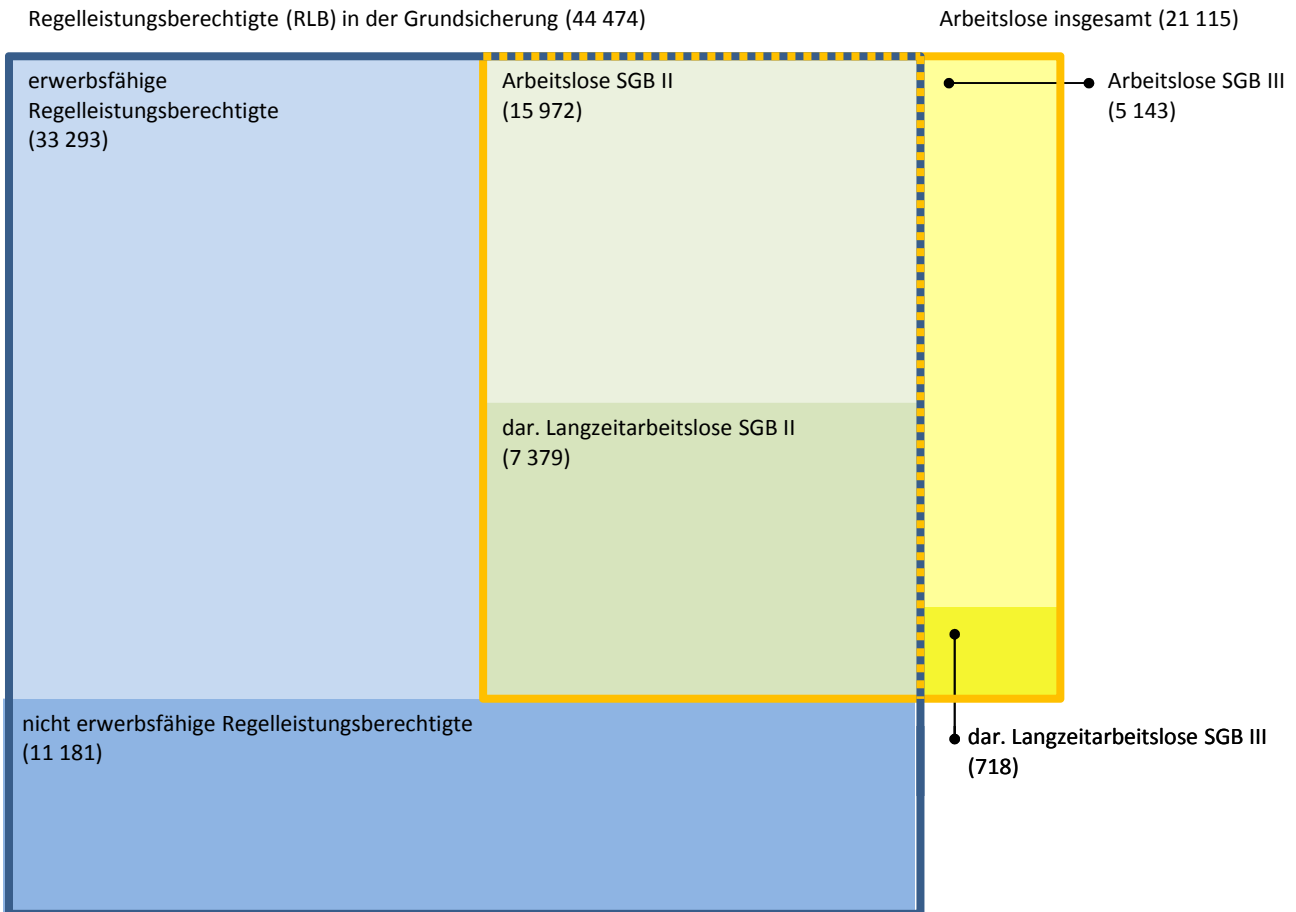 Regelleistungsberechtigte (RLB) in der Grundsicherung (44 474)
Arbeitslose insgesamt (21 115)
erwerbsfähige
Regelleistungsberechtigte
(33 293)
Arbeitslose SGB II
(15 972)
Arbeitslose SGB III
(5 143)
dar. Langzeitarbeitslose SGB II
(7 379)
nicht erwerbsfähige Regelleistungsberechtigte
(11 181)
dar. Langzeitarbeitslose SGB III
(718)